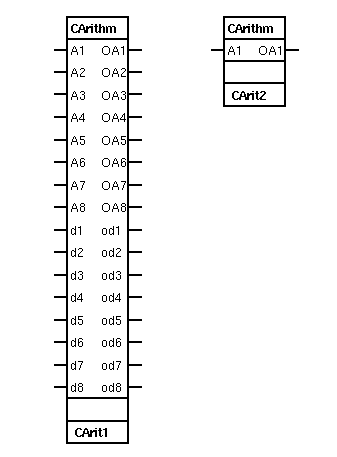 CArithm
A1 OA1
A2 OA2
A3 OA3
A4 OA4
A5 OA5
A6 OA6
A7 OA7
A8 OA8
d1 od1
d2 od2
d3 od3
d4 od4
d5 od5
d6 od6
d7 od7
d8 od8
CArit1
CArithm
A1 OA1
CArit2